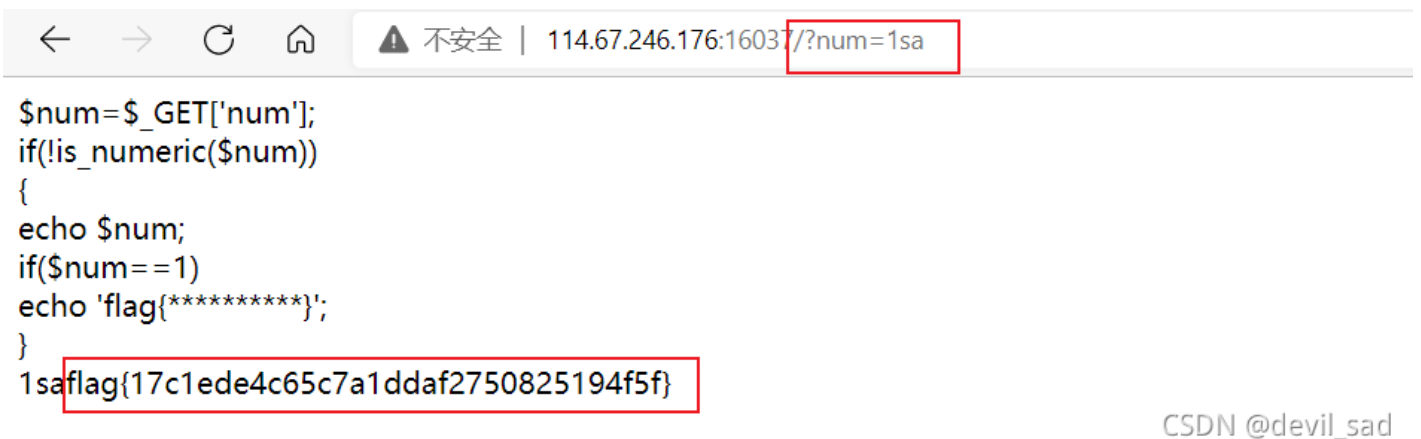 不安全 | 114.67.246.176:16037/?num=1sa
$num=$_GET['num'];
if(!is_numeric($num))
{
echo $num;
if($num==1)
echo 'flag{**********}';
}
1saflag{17c1ede4c65c7a1ddaf2750825194f5f}
CSDN @devil_sad